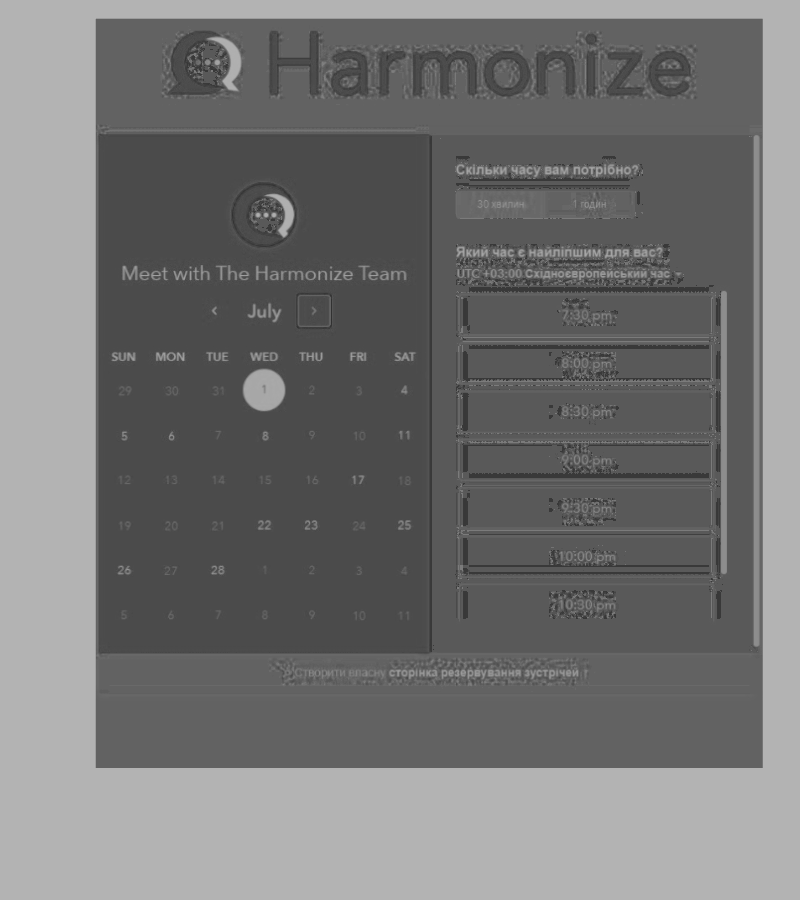 Harmonize
Meet with The Harmonize Team
‹ July ›
SUN MON TUE WED THU FRI SAT
29 30 31 1 2 3 4
5 6 7 8 9 10 11
12 13 14 15 16 17 18
19 20 21 22 23 24 25
26 27 28 1 2 3 4
5 6 7 8 9 10 11
Скільки часу вам потрібно?
30 хвилин 1 годин
Який час є найліпшим для вас?
UTC +03:00 Східноєвропейський час
7:30 pm
8:00 pm
8:30 pm
9:00 pm
9:30 pm
10:00 pm
10:30 pm
Створити власну сторінка резервування зустрічей